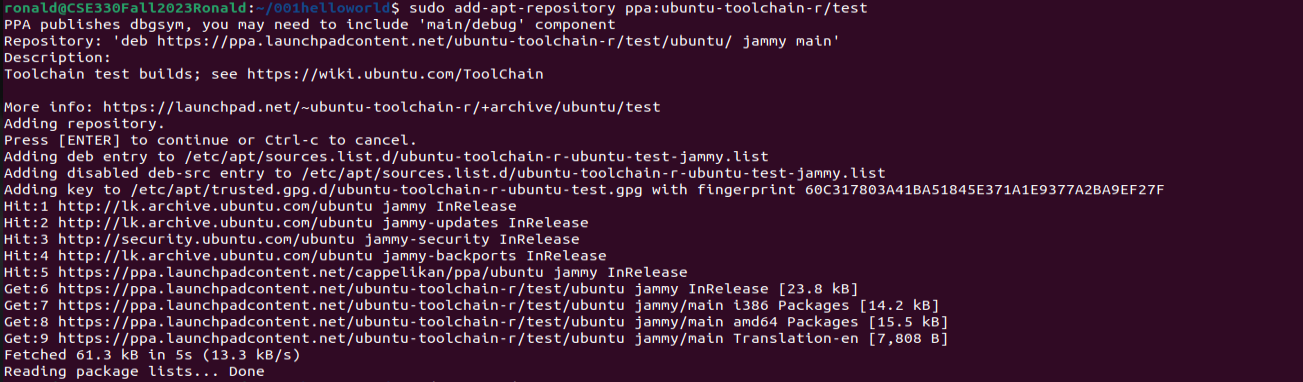 ronald@CSE330Fall2023Ronald:~/001helloworld$ sudo add-apt-repository ppa:ubuntu-toolchain-r/test
PPA publishes dbgsym, you may need to include 'main/debug' component
Repository: 'deb https://ppa.launchpadcontent.net/ubuntu-toolchain-r/test/ubuntu/ jammy main'
Description:
Toolchain test builds; see https://wiki.ubuntu.com/ToolChain

More info: https://launchpad.net/~ubuntu-toolchain-r/+archive/ubuntu/test
Adding repository.
Press [ENTER] to continue or Ctrl-c to cancel.
Adding deb entry to /etc/apt/sources.list.d/ubuntu-toolchain-r-ubuntu-test-jammy.list
Adding disabled deb-src entry to /etc/apt/sources.list.d/ubuntu-toolchain-r-ubuntu-test-jammy.list
Adding key to /etc/apt/trusted.gpg.d/ubuntu-toolchain-r-ubuntu-test.gpg with fingerprint 60C317803A41BA51845E371A1E9377A2BA9EF27F
Hit:1 http://lk.archive.ubuntu.com/ubuntu jammy InRelease
Hit:2 http://lk.archive.ubuntu.com/ubuntu jammy-updates InRelease
Hit:3 http://security.ubuntu.com/ubuntu jammy-security InRelease
Hit:4 http://lk.archive.ubuntu.com/ubuntu jammy-backports InRelease
Hit:5 https://ppa.launchpadcontent.net/cappelikan/ppa/ubuntu jammy InRelease
Get:6 https://ppa.launchpadcontent.net/ubuntu-toolchain-r/test/ubuntu jammy InRelease [23.8 kB]
Get:7 https://ppa.launchpadcontent.net/ubuntu-toolchain-r/test/ubuntu jammy/main i386 Packages [14.2 kB]
Get:8 https://ppa.launchpadcontent.net/ubuntu-toolchain-r/test/ubuntu jammy/main amd64 Packages [15.5 kB]
Get:9 https://ppa.launchpadcontent.net/ubuntu-toolchain-r/test/ubuntu jammy/main Translation-en [7,808 B]
Fetched 61.3 kB in 5s (13.3 kB/s)
Reading package lists... Done